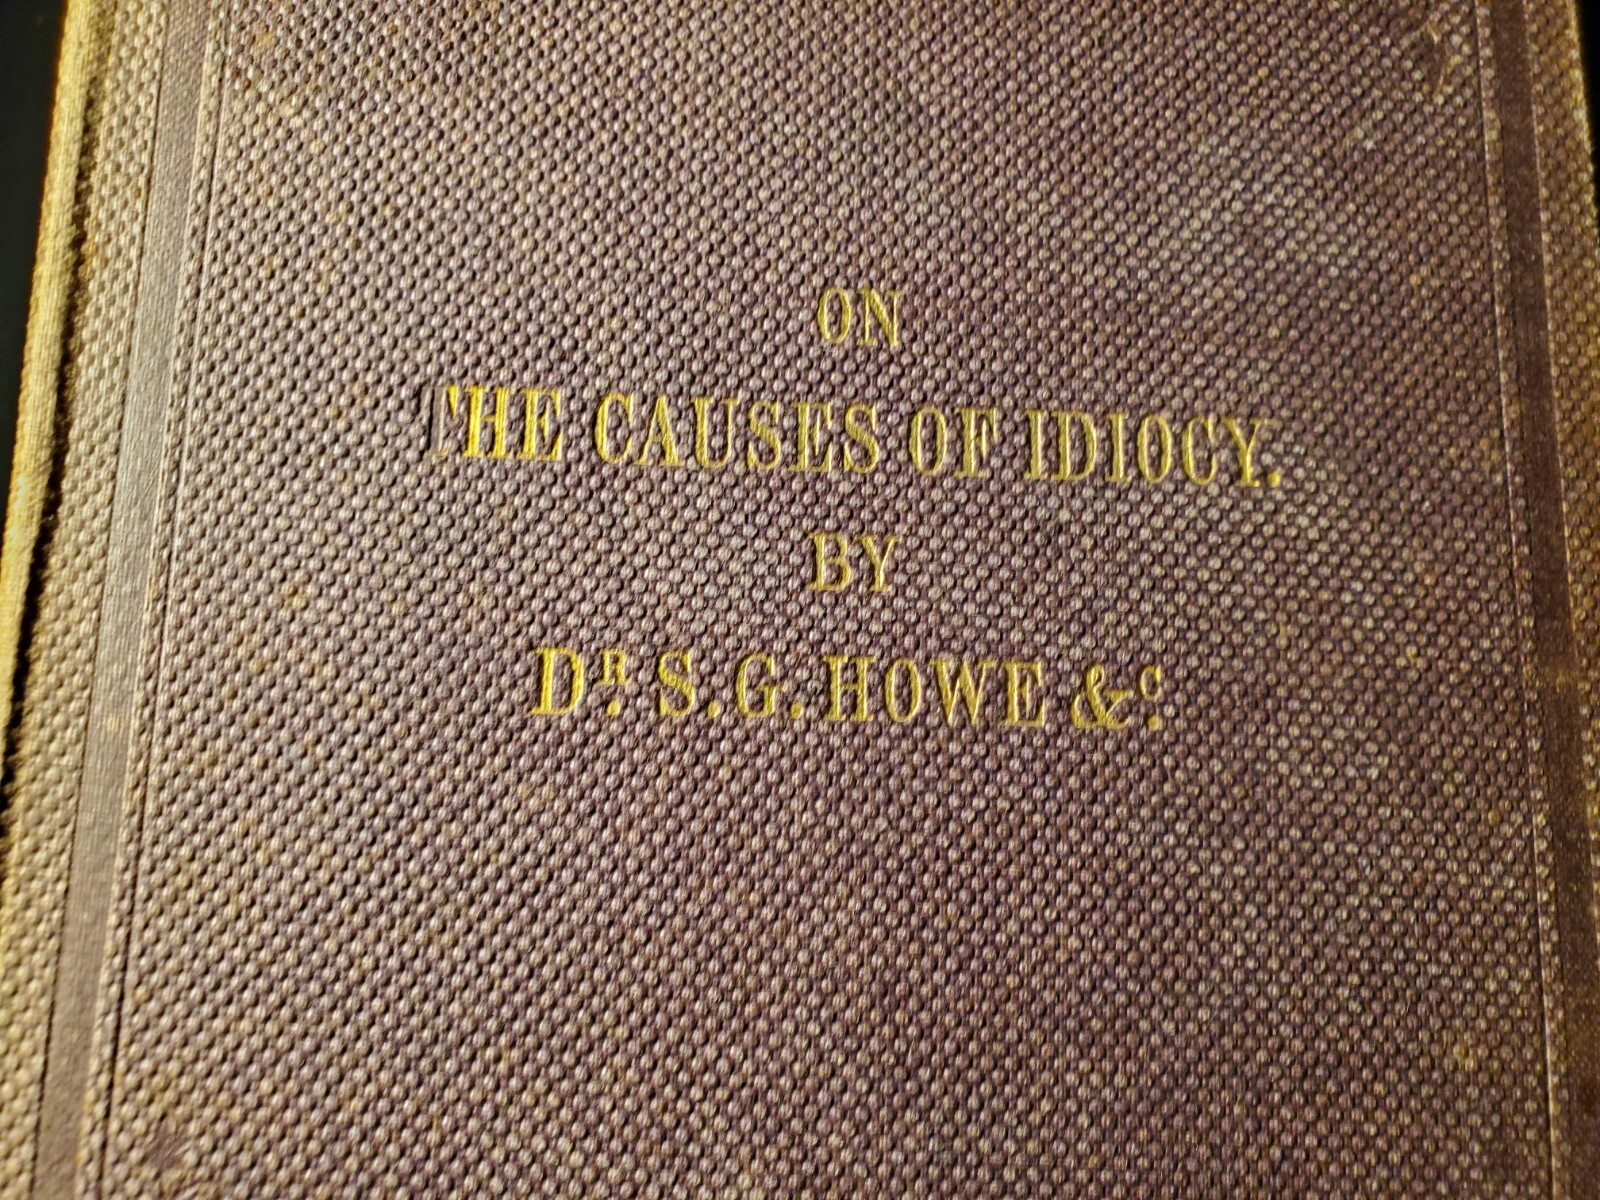 ON
THE CAUSES OF IDIOCY.
BY
DR. S. G. HOWE &C.